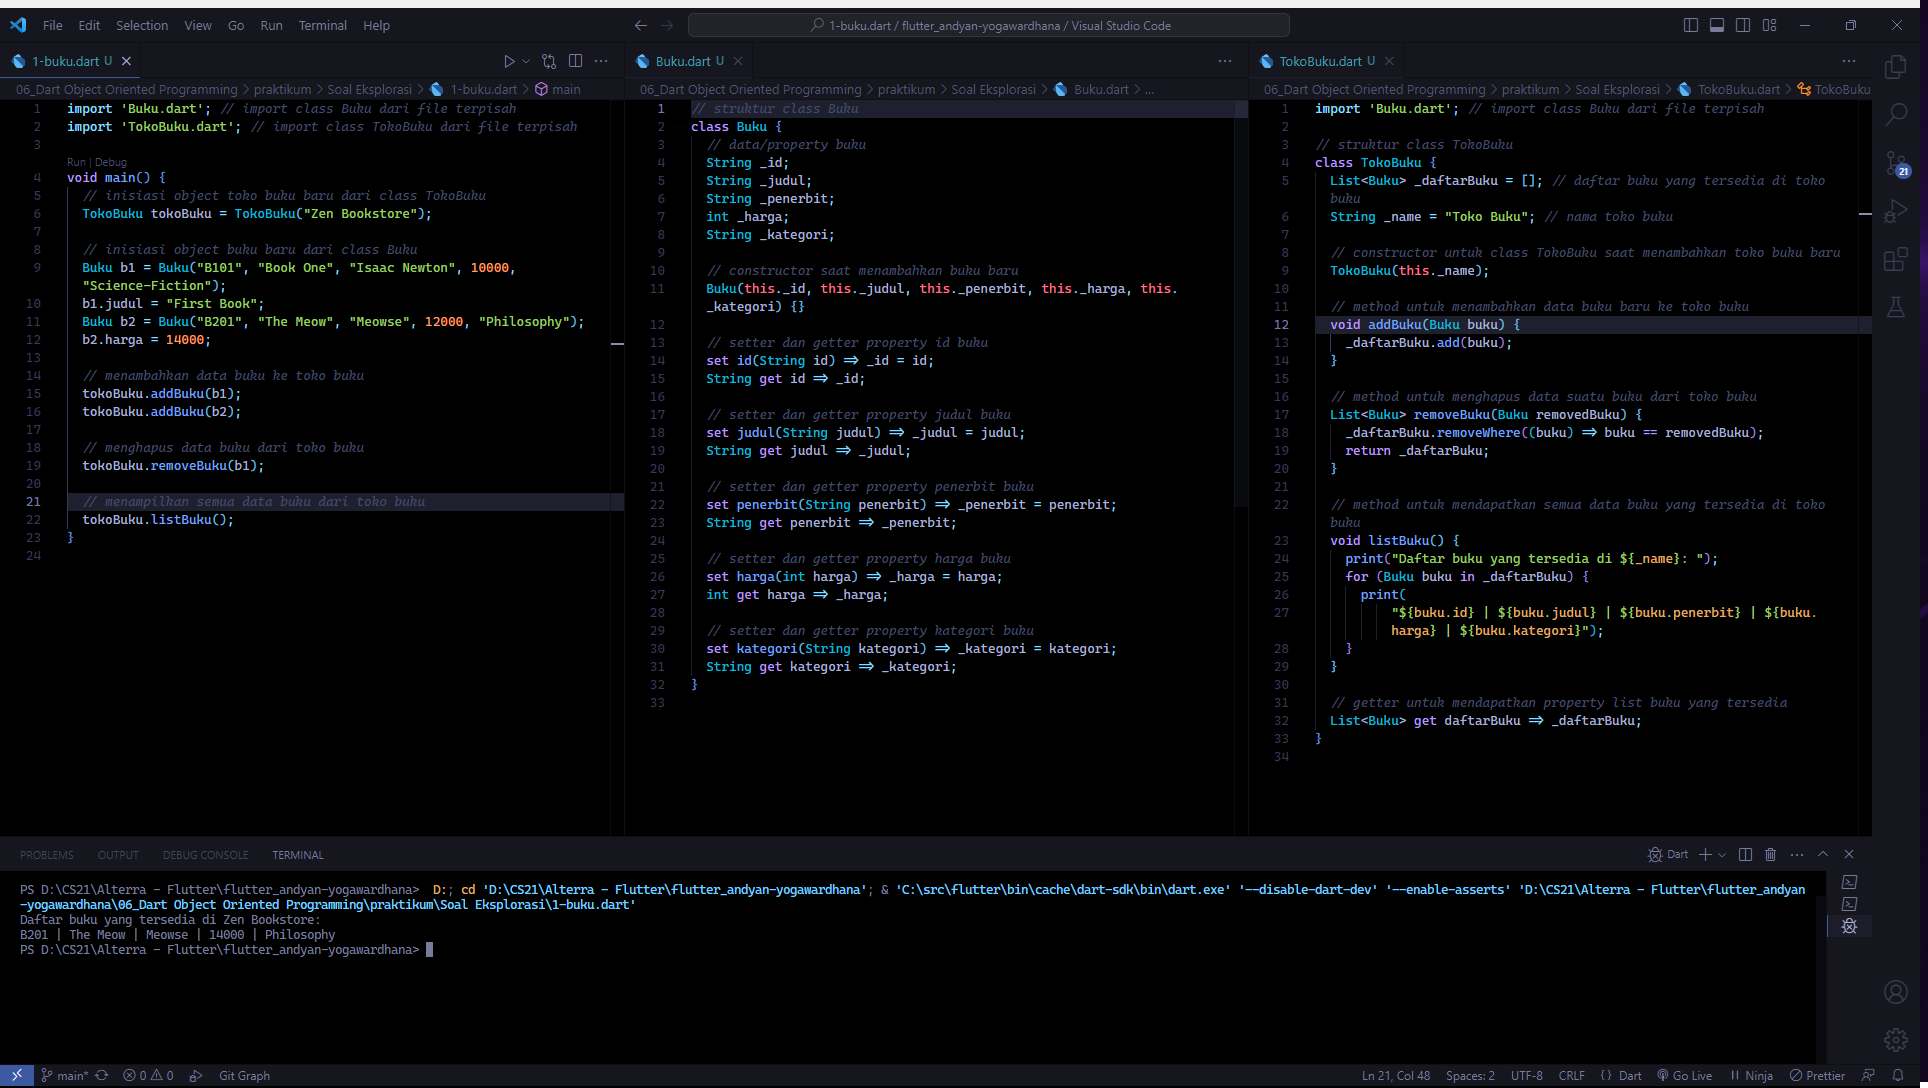 File Edit Selection View Go Run Terminal Help
1-buku.dart / flutter_andyan-yogawardhana / Visual Studio Code
1-buku.dart U
06_Dart Object Oriented Programming > praktikum > Soal Eksplorasi > 1-buku.dart > main
1 import 'Buku.dart'; // import class Buku dari file terpisah
2 import 'TokoBuku.dart'; // import class TokoBuku dari file terpisah
3
Run | Debug
4 void main() {
5 // inisiasi object toko buku baru dari class TokoBuku
6 TokoBuku tokoBuku = TokoBuku("Zen Bookstore");
7
8 // inisiasi object buku baru dari class Buku
9 Buku b1 = Buku("B101", "Book One", "Isaac Newton", 10000,
"Science-Fiction");
10 b1.judul = "First Book";
11 Buku b2 = Buku("B201", "The Meow", "Meowse", 12000, "Philosophy");
12 b2.harga = 14000;
13
14 // menambahkan data buku ke toko buku
15 tokoBuku.addBuku(b1);
16 tokoBuku.addBuku(b2);
17
18 // menghapus data buku dari toko buku
19 tokoBuku.removeBuku(b1);
20
21 // menampilkan semua data buku dari toko buku
22 tokoBuku.listBuku();
23 }
24
Buku.dart U
06_Dart Object Oriented Programming > praktikum > Soal Eksplorasi > Buku.dart > ...
1 // struktur class Buku
2 class Buku {
3 // data/property buku
4 String _id;
5 String _judul;
6 String _penerbit;
7 int _harga;
8 String _kategori;
9
10 // constructor saat menambahkan buku baru
11 Buku(this._id, this._judul, this._penerbit, this._harga, this.
_kategori) {}
12
13 // setter dan getter property id buku
14 set id(String id) => _id = id;
15 String get id => _id;
16
17 // setter dan getter property judul buku
18 set judul(String judul) => _judul = judul;
19 String get judul => _judul;
20
21 // setter dan getter property penerbit buku
22 set penerbit(String penerbit) => _penerbit = penerbit;
23 String get penerbit => _penerbit;
24
25 // setter dan getter property harga buku
26 set harga(int harga) => _harga = harga;
27 int get harga => _harga;
28
29 // setter dan getter property kategori buku
30 set kategori(String kategori) => _kategori = kategori;
31 String get kategori => _kategori;
32 }
33
TokoBuku.dart U
06_Dart Object Oriented Programming > praktikum > Soal Eksplorasi > TokoBuku.dart > TokoBuku
1 import 'Buku.dart'; // import class Buku dari file terpisah
2
3 // struktur class TokoBuku
4 class TokoBuku {
5 List<Buku> _daftarBuku = []; // daftar buku yang tersedia di toko
buku
6 String _name = "Toko Buku"; // nama toko buku
7
8 // constructor untuk class TokoBuku saat menambahkan toko buku baru
9 TokoBuku(this._name);
10
11 // method untuk menambahkan data buku baru ke toko buku
12 void addBuku(Buku buku) {
13 _daftarBuku.add(buku);
14 }
15
16 // method untuk menghapus data suatu buku dari toko buku
17 List<Buku> removeBuku(Buku removedBuku) {
18 _daftarBuku.removeWhere((buku) => buku == removedBuku);
19 return _daftarBuku;
20 }
21
22 // method untuk mendapatkan semua data buku yang tersedia di toko
buku
23 void listBuku() {
24 print("Daftar buku yang tersedia di ${_name}: ");
25 for (Buku buku in _daftarBuku) {
26 print(
27 "${buku.id} | ${buku.judul} | ${buku.penerbit} | ${buku.
harga} | ${buku.kategori}");
28 }
29 }
30
31 // getter untuk mendapatkan property list buku yang tersedia
32 List<Buku> get daftarBuku => _daftarBuku;
33 }
34
21
PROBLEMS OUTPUT DEBUG CONSOLE TERMINAL
Dart
PS D:\CS21\Alterra - Flutter\flutter_andyan-yogawardhana> D:; cd 'D:\CS21\Alterra - Flutter\flutter_andyan-yogawardhana'; & 'C:\src\flutter\bin\cache\dart-sdk\bin\dart.exe' '--disable-dart-dev' '--enable-asserts' 'D:\CS21\Alterra - Flutter\flutter_andyan
-yogawardhana\06_Dart Object Oriented Programming\praktikum\Soal Eksplorasi\1-buku.dart'
Daftar buku yang tersedia di Zen Bookstore:
B201 | The Meow | Meowse | 14000 | Philosophy
PS D:\CS21\Alterra - Flutter\flutter_andyan-yogawardhana>
main* 0 0 Git Graph Ln 21, Col 48 Spaces: 2 UTF-8 CRLF { } Dart Go Live Ninja Prettier